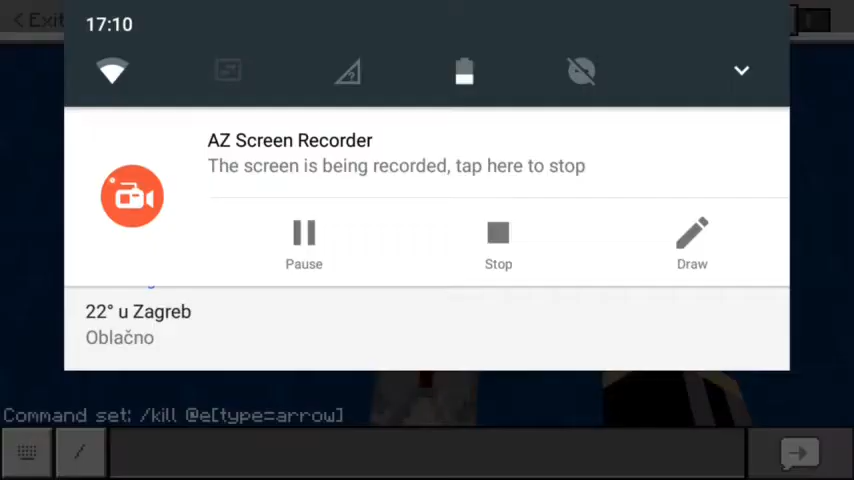 < Exit
17:10
AZ Screen Recorder
The screen is being recorded, tap here to stop
Pause
Stop
Draw
22° u Zagreb
Oblačno
Command set: /kill @e[type=arrow]
/